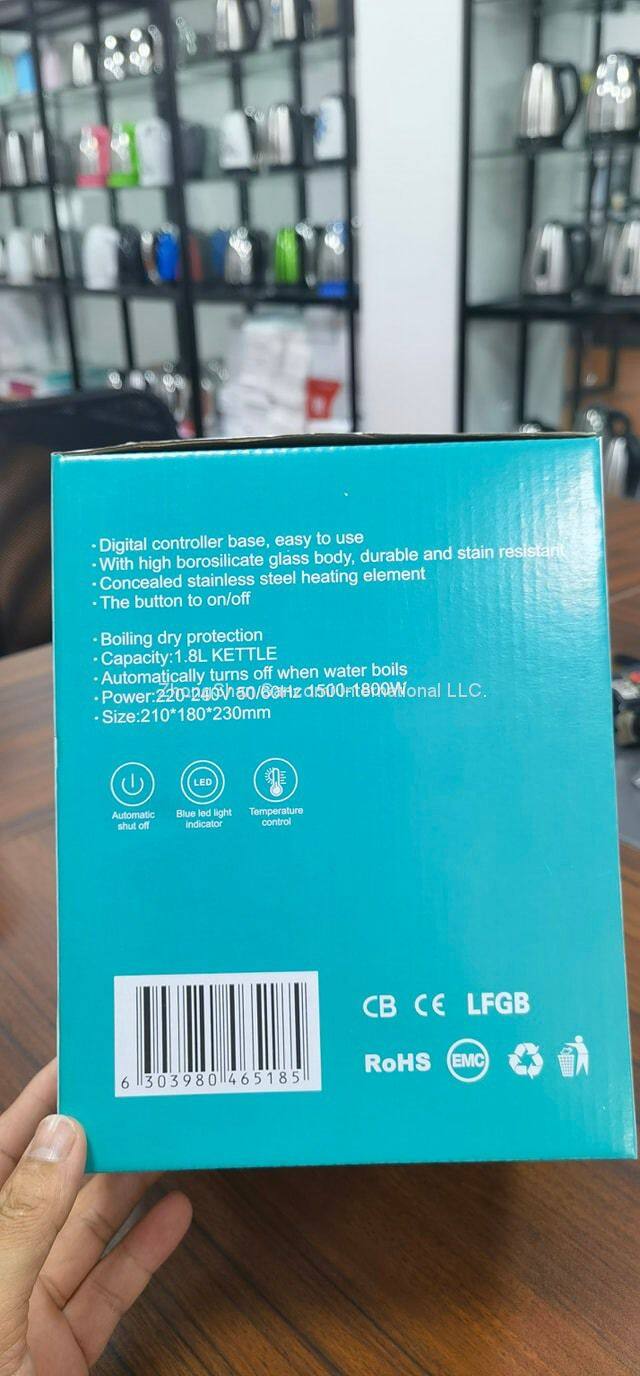 ·Digital controller base, easy to use
·With high borosilicate glass body, durable and stain resistant
·Concealed stainless steel heating element
·The button to on/off
·Boiling dry protection
·Capacity:1.8L KETTLE
·Automatically turns off when water boils
·Power:220-240V 50/60Hz 1500-1800W
International LLC.
·Size:210*180*230mm
LED
Automatic
shut off
Blue led light
indicator
Temperature
control
6 303980 465185
CB CE LFGB
RoHS EMC